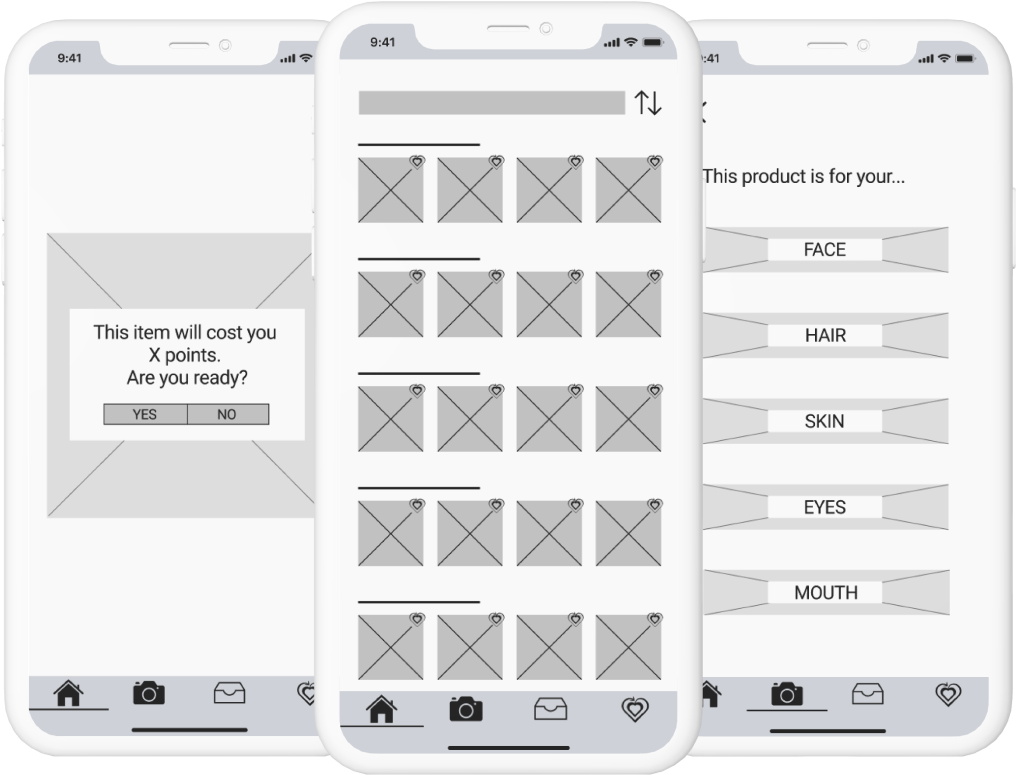 9:41
This item will cost you
X points.
Are you ready?
YES NO
9:41
:41
This product is for your...
FACE
HAIR
SKIN
EYES
MOUTH